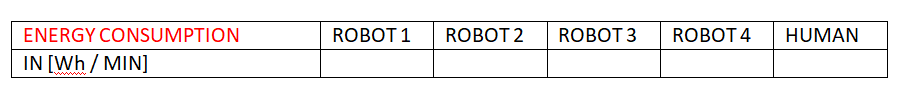 ENERGY CONSUMPTION ROBOT 1 ROBOT 2 ROBOT 3 ROBOT 4 HUMAN
IN [Wh / MIN]